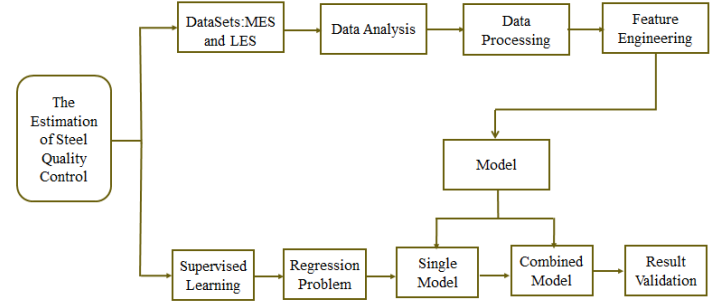 The
Estimation
of Steel
Quality
Control
DataSets:MES
and LES
Data Analysis
Data
Processing
Feature
Engineering
Model
Supervised
Learning
Regression
Problem
Single
Model
Combined
Model
Result
Validation